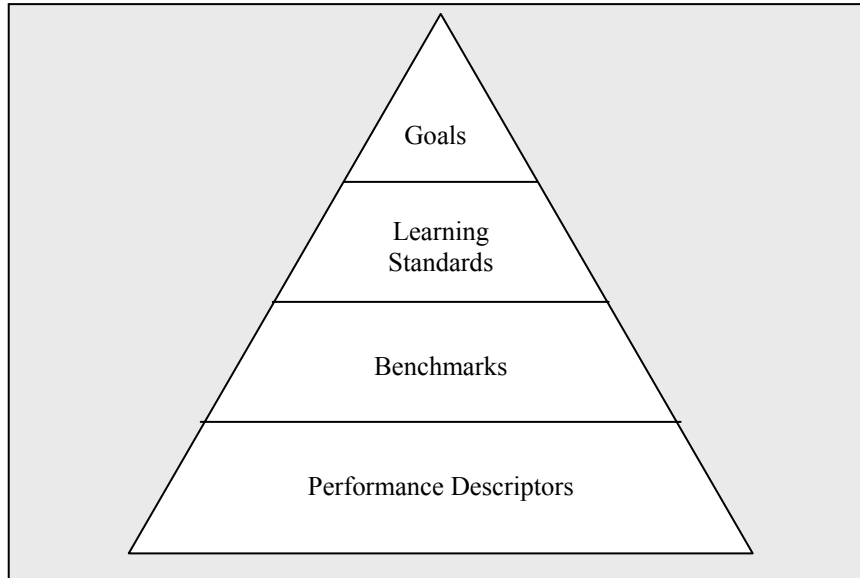 Goals
Learning
Standards
Benchmarks
Performance Descriptors